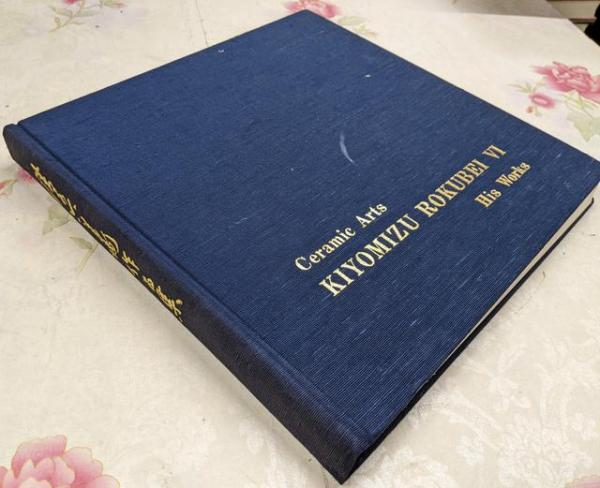 Ceramic Arts
KIYOMIZU ROKUBEI VI
His Works